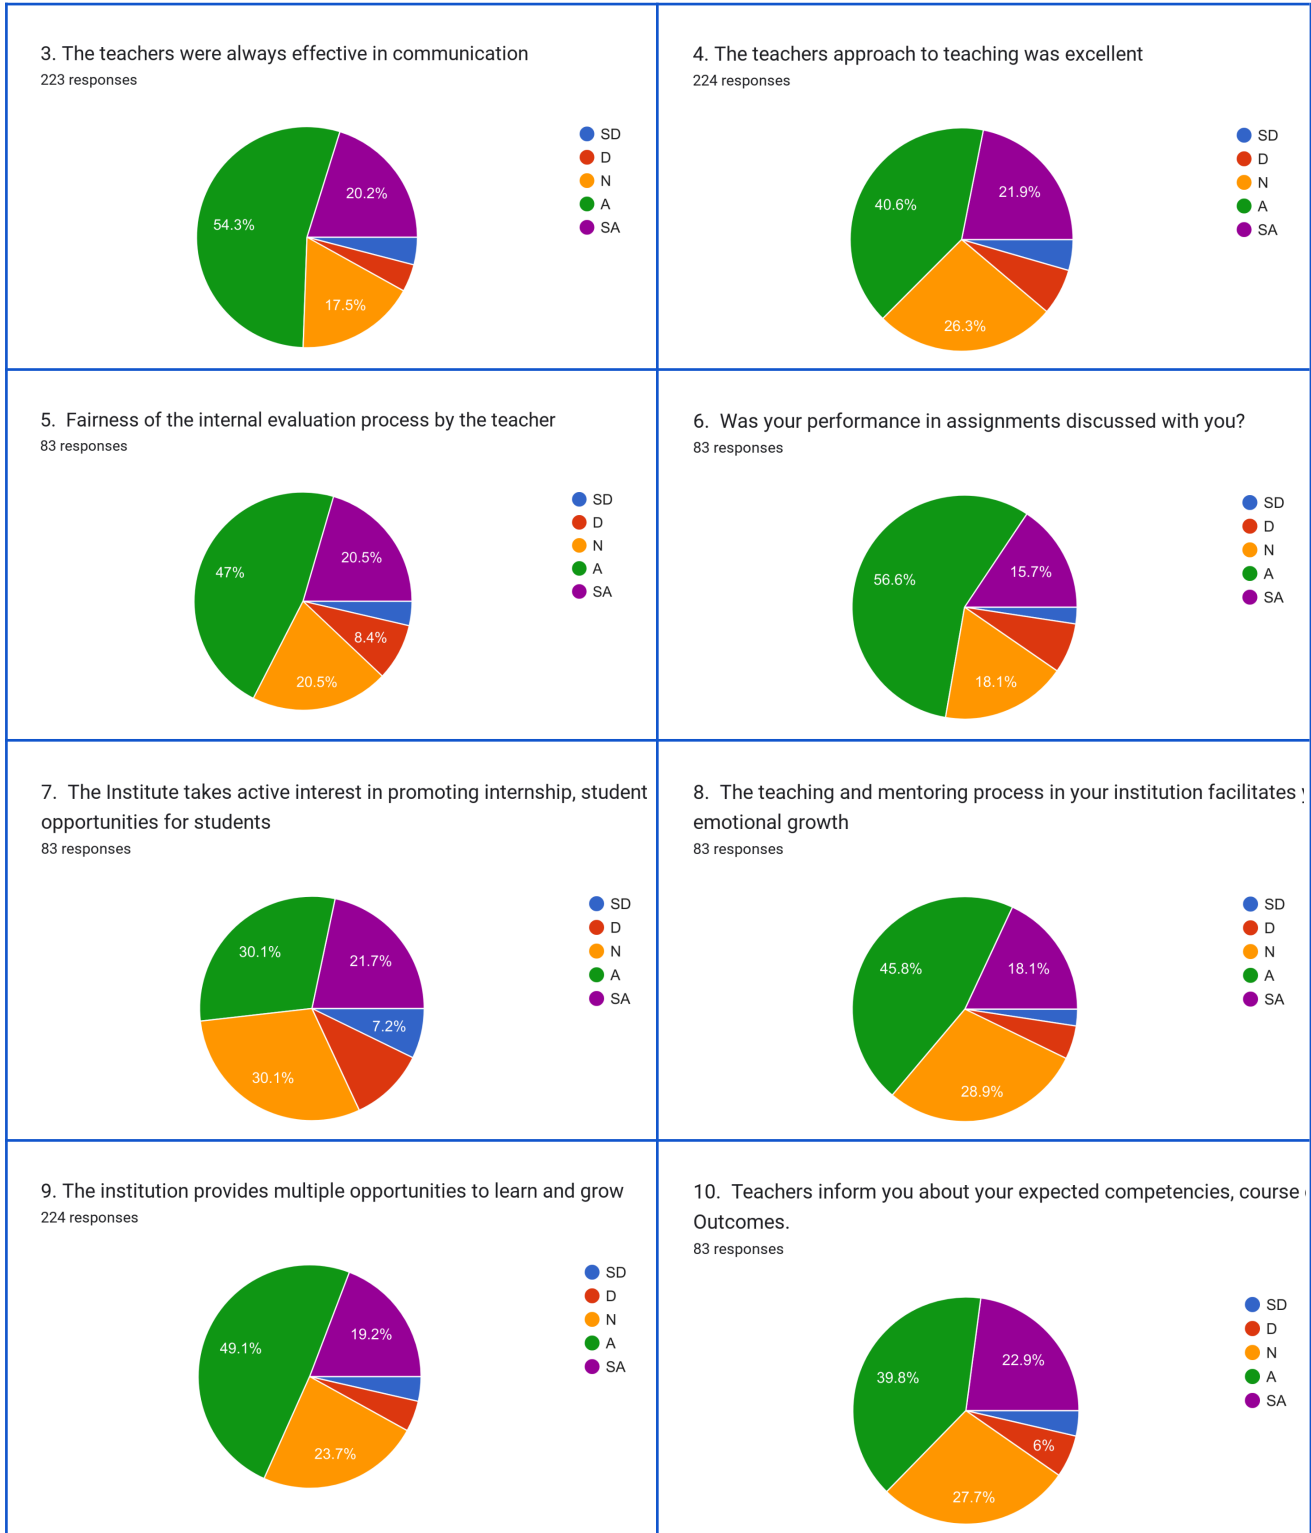 3. The teachers were always effective in communication
223 responses
54.3%
20.2%
17.5%
SD
D
N
A
SA
4. The teachers approach to teaching was excellent
224 responses
40.6%
21.9%
26.3%
SD
D
N
A
SA
5. Fairness of the internal evaluation process by the teacher
83 responses
47%
20.5%
8.4%
20.5%
SD
D
N
A
SA
6. Was your performance in assignments discussed with you?
83 responses
56.6%
15.7%
18.1%
SD
D
N
A
SA
7. The Institute takes active interest in promoting internship, student
opportunities for students
83 responses
30.1%
21.7%
7.2%
30.1%
SD
D
N
A
SA
8. The teaching and mentoring process in your institution facilitates
emotional growth
83 responses
45.8%
18.1%
28.9%
SD
D
N
A
SA
9. The institution provides multiple opportunities to learn and grow
224 responses
49.1%
19.2%
23.7%
SD
D
N
A
SA
10. Teachers inform you about your expected competencies, course
Outcomes.
83 responses
39.8%
22.9%
6%
27.7%
SD
D
N
A
SA